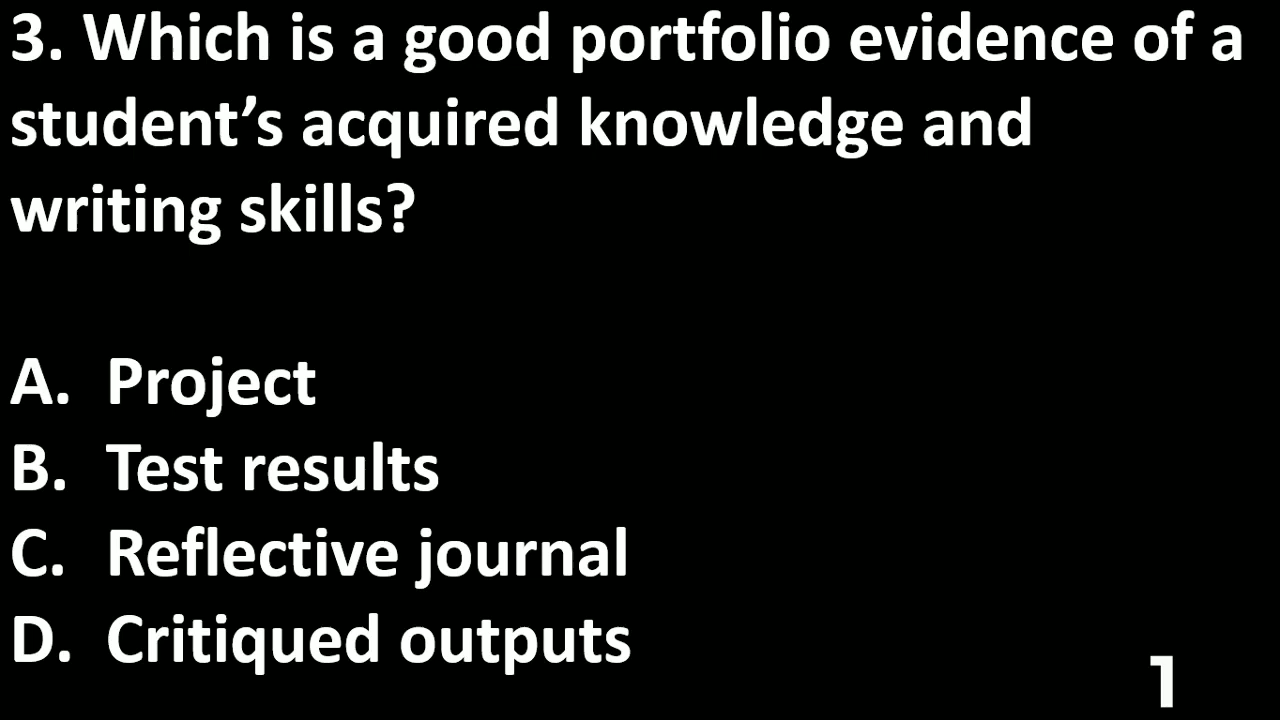 3. Which is a good portfolio evidence of a
student’s acquired knowledge and
writing skills?
A. Project
B. Test results
C. Reflective journal
D. Critiqued outputs
1